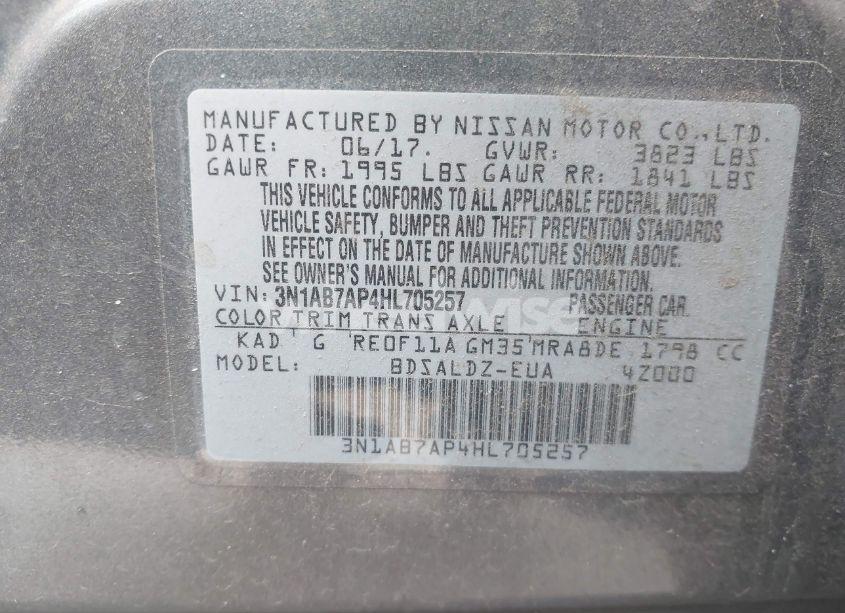 MANUFACTURED BY NISSAN MOTOR CO.,LTD.
DATE: 06/17. GVWR: 3823 LBS
GAWR FR: 1995 LBS GAWR RR: 1841 LBS
THIS VEHICLE CONFORMS TO ALL APPLICABLE FEDERAL MOTOR
VEHICLE SAFETY, BUMPER AND THEFT PREVENTION STANDARDS
IN EFFECT ON THE DATE OF MANUFACTURE SHOWN ABOVE.
SEE OWNER'S MANUAL FOR ADDITIONAL INFORMATION.
VIN: 3N1AB7AP4HL705257 PASSENGER CAR
COLOR TRIM TRANS AXLE ENGINE
KAD ' G 'RE0F11A GM35'MRA8DE 1798 CC
MODEL: BDSALDZ-EUA 4Z000
3N1AB7AP4HL705257